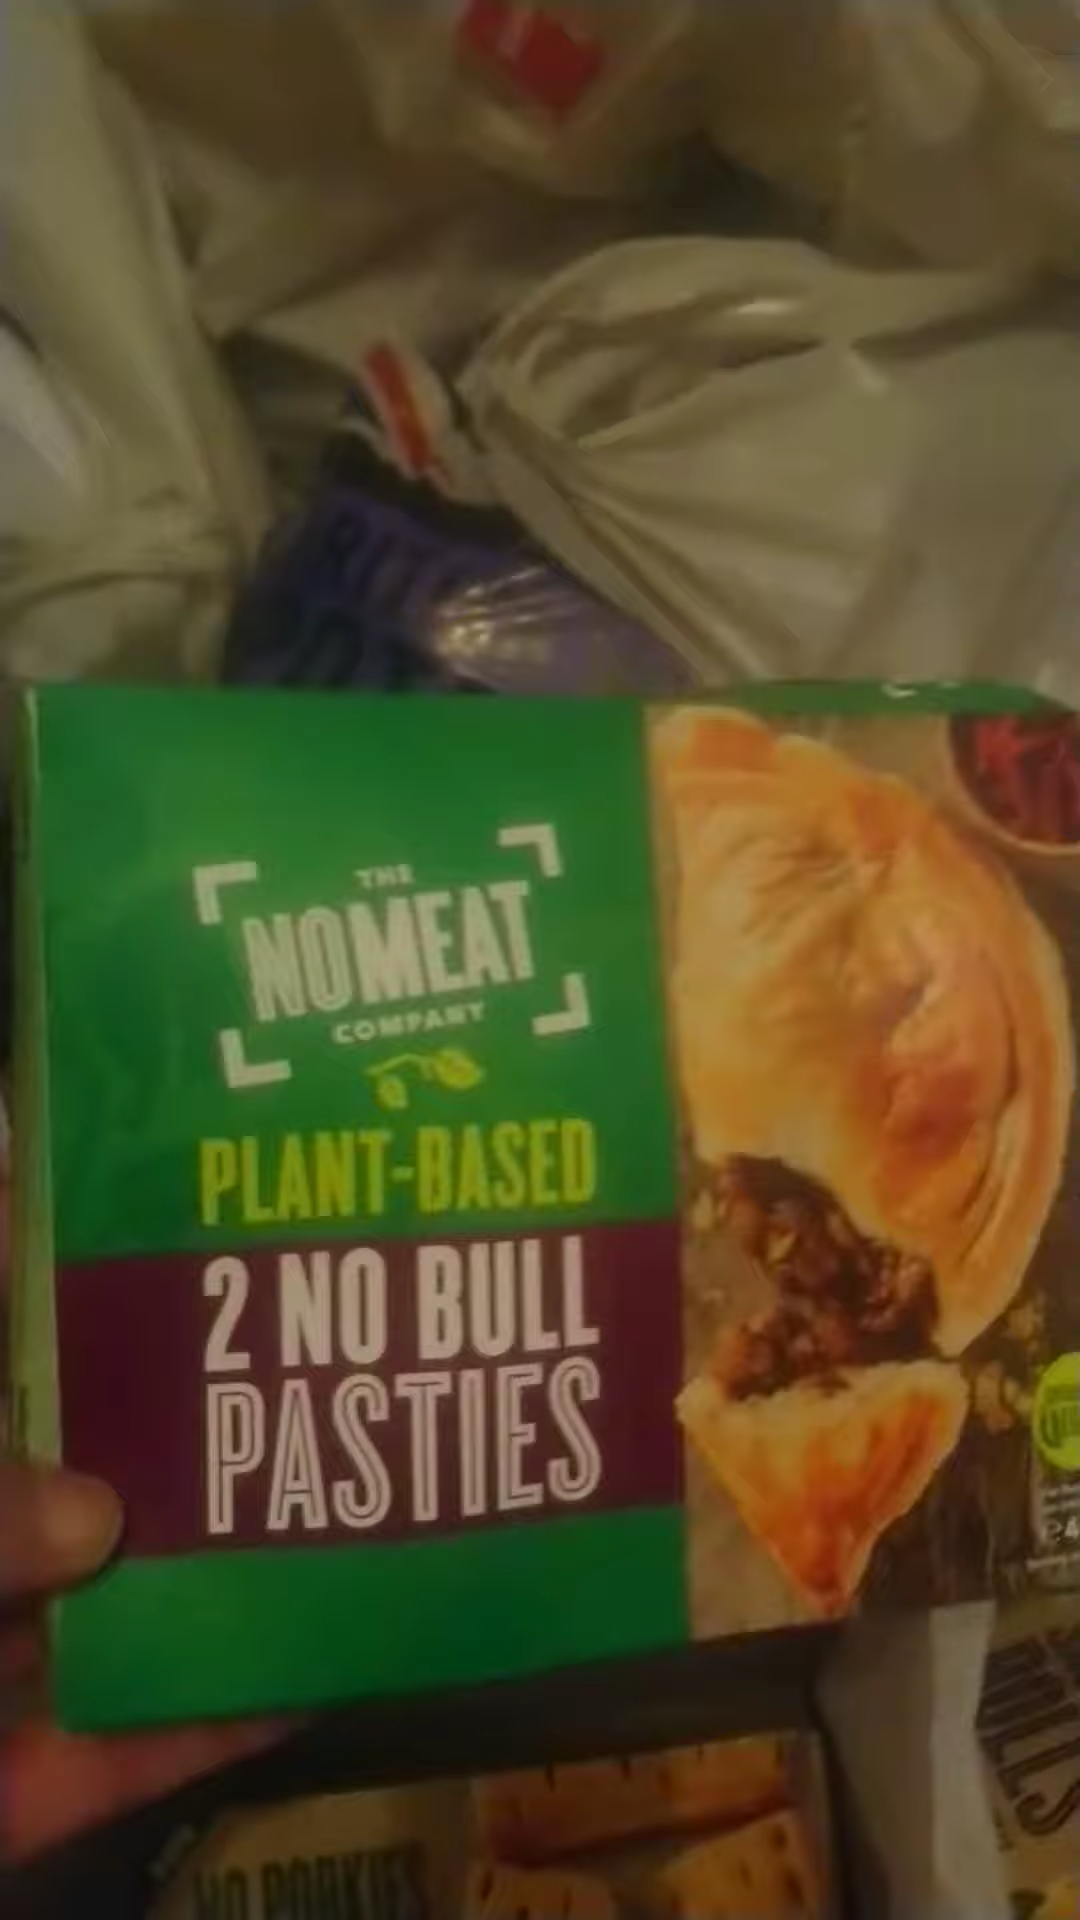 THE
NOMEAT
COMPANY
PLANT-BASED
2 NO BULL
PASTIES
NO PORKIES